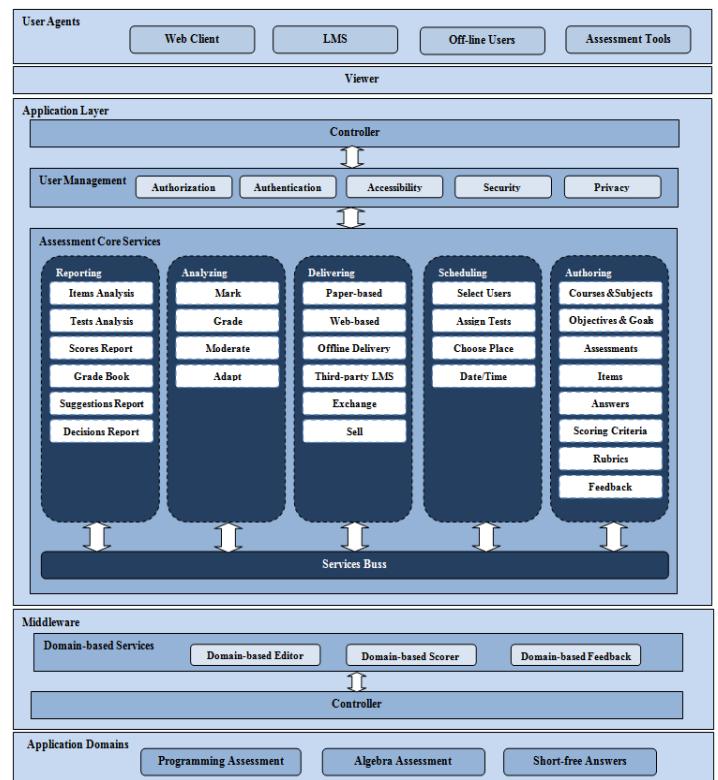 User Agents
Web Client
LMS
Off-line Users
Assessment Tools
Viewer
Application Layer
Controller
User Management
Authorization
Authentication
Accessibility
Security
Privacy
Assessment Core Services
Reporting
Items Analysis
Tests Analysis
Scores Report
Grade Book
Suggestions Report
Decisions Report
Analyzing
Mark
Grade
Moderate
Adapt
Delivering
Paper-based
Web-based
Offline Delivery
Third-party LMS
Exchange
Sell
Scheduling
Select Users
Assign Tests
Choose Place
Date/Time
Authoring
Courses &Subjects
Objectives & Goals
Assessments
Items
Answers
Scoring Criteria
Rubrics
Feedback
Services Buss
Middleware
Domain-based Services
Domain-based Editor
Domain-based Scorer
Domain-based Feedback
Controller
Application Domains
Programming Assessment
Algebra Assessment
Short-free Answers